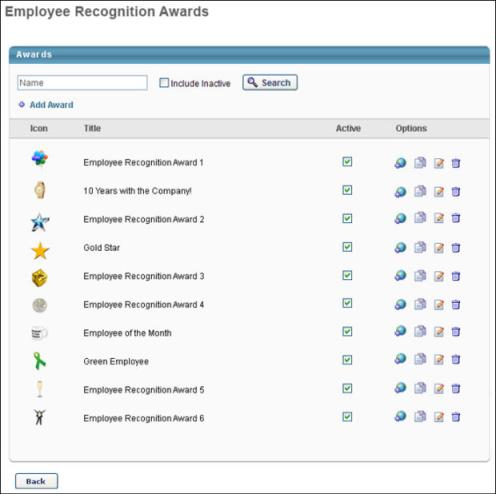 Employee Recognition Awards
Awards
Name Include Inactive Search
Add Award
Icon Title Active Options
Employee Recognition Award 1
10 Years with the Company!
Employee Recognition Award 2
Gold Star
Employee Recognition Award 3
Employee Recognition Award 4
Employee of the Month
Green Employee
Employee Recognition Award 5
Employee Recognition Award 6
Back